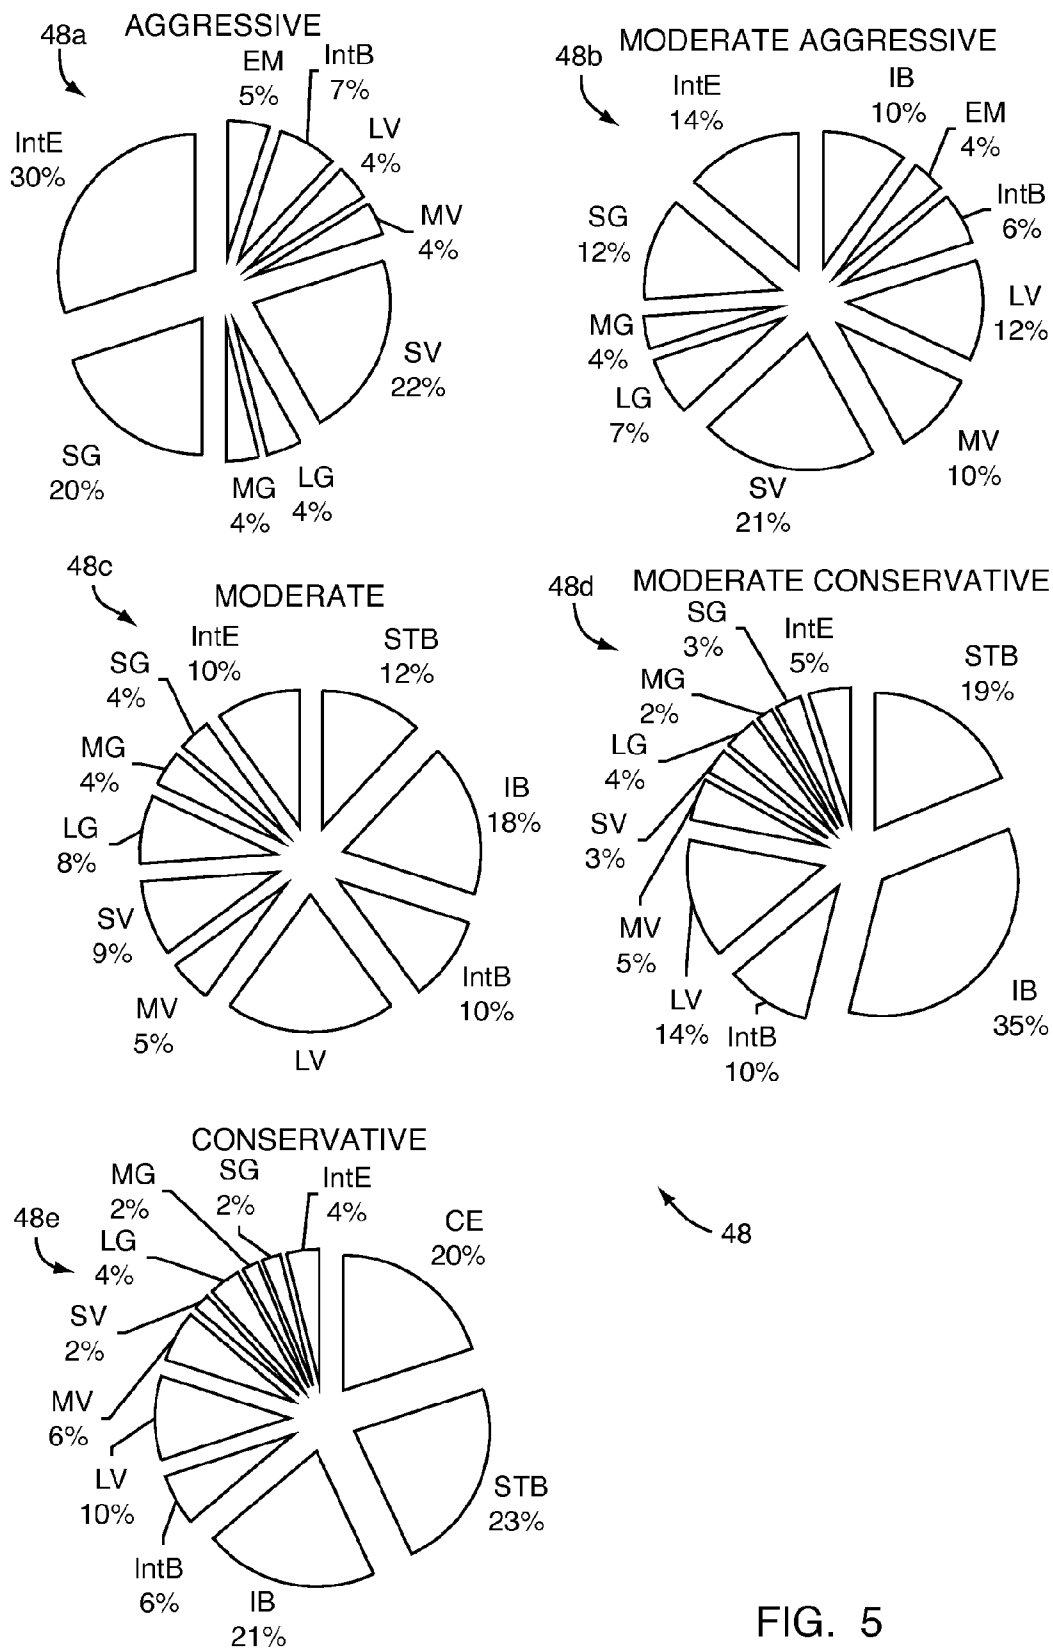 AGGRESSIVE
48a
EM
5%
IntB
7%
LV
4%
MV
4%
SV
22%
LG
4%
MG
4%
SG
20%
IntE
30%
MODERATE AGGRESSIVE
48b
IB
10%
EM
4%
IntB
6%
LV
12%
MV
10%
SV
21%
LG
7%
MG
4%
SG
12%
IntE
14%
48c
MODERATE
STB
12%
IB
18%
IntB
10%
LV
MV
5%
SV
9%
LG
8%
MG
4%
SG
4%
IntE
10%
48d
MODERATE CONSERVATIVE
STB
19%
IB
35%
IntB
10%
LV
14%
MV
5%
SV
3%
LG
4%
MG
2%
SG
3%
IntE
5%
CONSERVATIVE
48e
CE
20%
STB
23%
IB
21%
IntB
6%
LV
10%
MV
6%
SV
2%
LG
4%
MG
2%
SG
2%
IntE
4%
48
FIG. 5